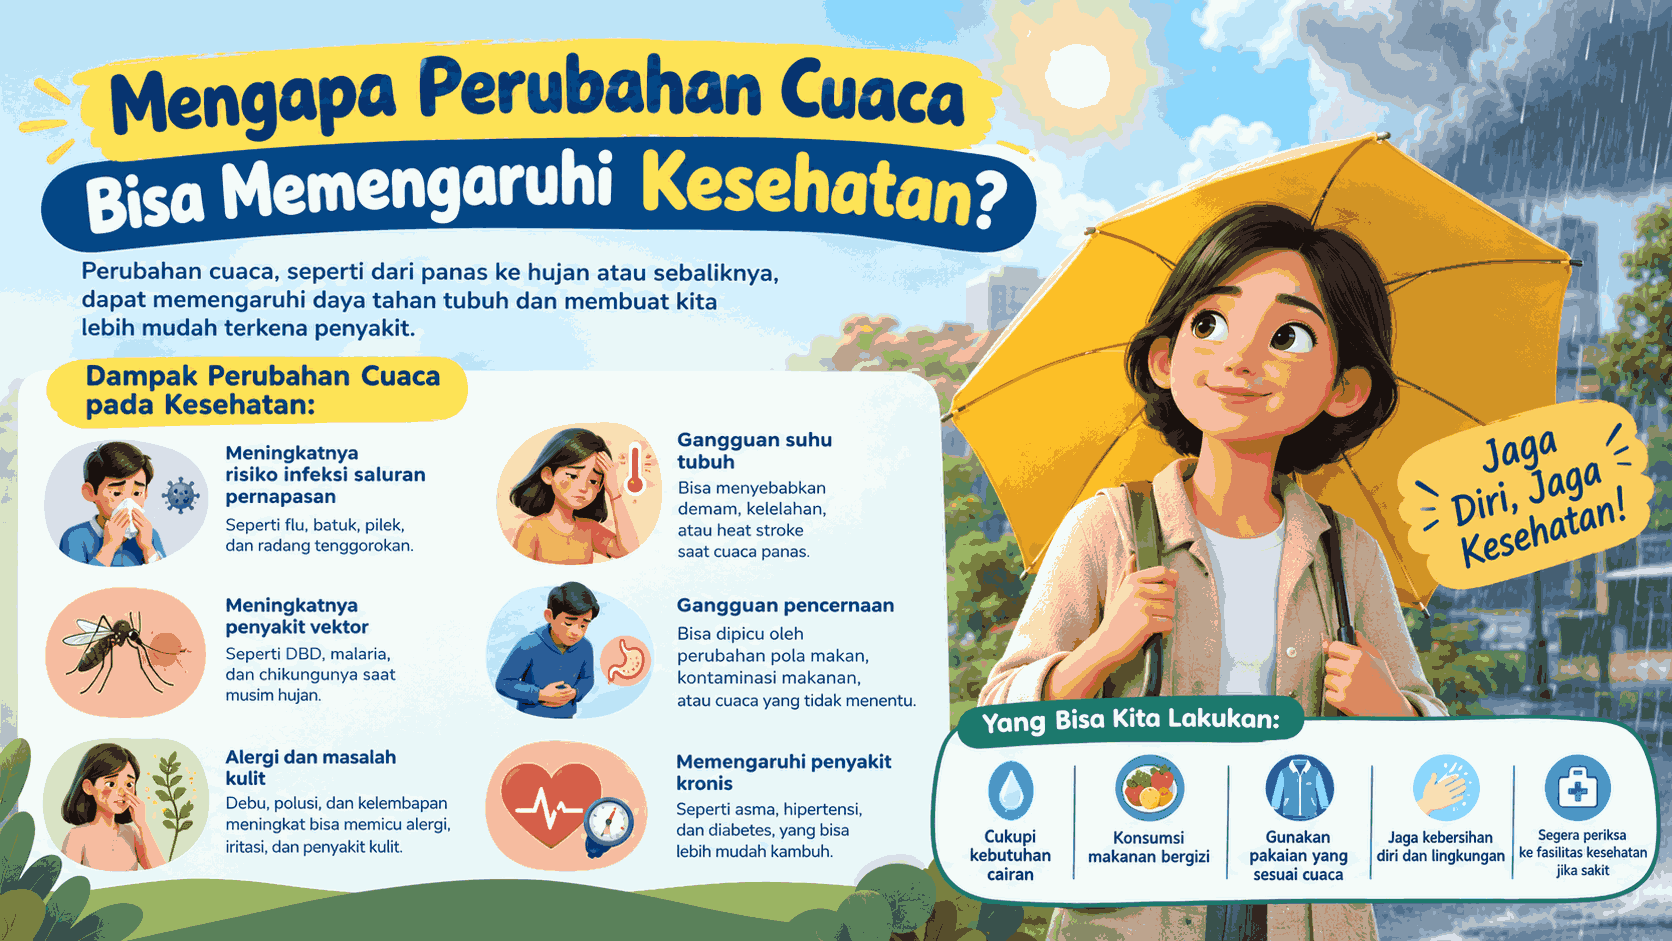 Mengapa Perubahan Cuaca
Bisa Memengaruhi Kesehatan?
Perubahan cuaca, seperti dari panas ke hujan atau sebaliknya,
dapat memengaruhi daya tahan tubuh dan membuat kita
lebih mudah terkena penyakit.
Dampak Perubahan Cuaca
pada Kesehatan:
Meningkatnya
risiko infeksi saluran
pernapasan
Seperti flu, batuk, pilek,
dan radang tenggorokan.
Gangguan suhu
tubuh
Bisa menyebabkan
demam, kelelahan,
atau heat stroke
saat cuaca panas.
Meningkatnya
penyakit vektor
Seperti DBD, malaria,
dan chikungunya saat
musim hujan.
Gangguan pencernaan
Bisa dipicu oleh
perubahan pola makan,
kontaminasi makanan,
atau cuaca yang tidak menentu.
Alergi dan masalah
kulit
Debu, polusi, dan kelembapan
meningkat bisa memicu alergi,
iritasi, dan penyakit kulit.
Memengaruhi penyakit
kronis
Seperti asma, hipertensi,
dan diabetes, yang bisa
lebih mudah kambuh.
Jaga
Diri, Jaga
Kesehatan!
Yang Bisa Kita Lakukan:
Cukupi
kebutuhan
cairan
Konsumsi
makanan bergizi
Gunakan
pakaian yang
sesuai cuaca
Jaga kebersihan
diri dan lingkungan
Segera periksa
ke fasilitas kesehatan
jika sakit